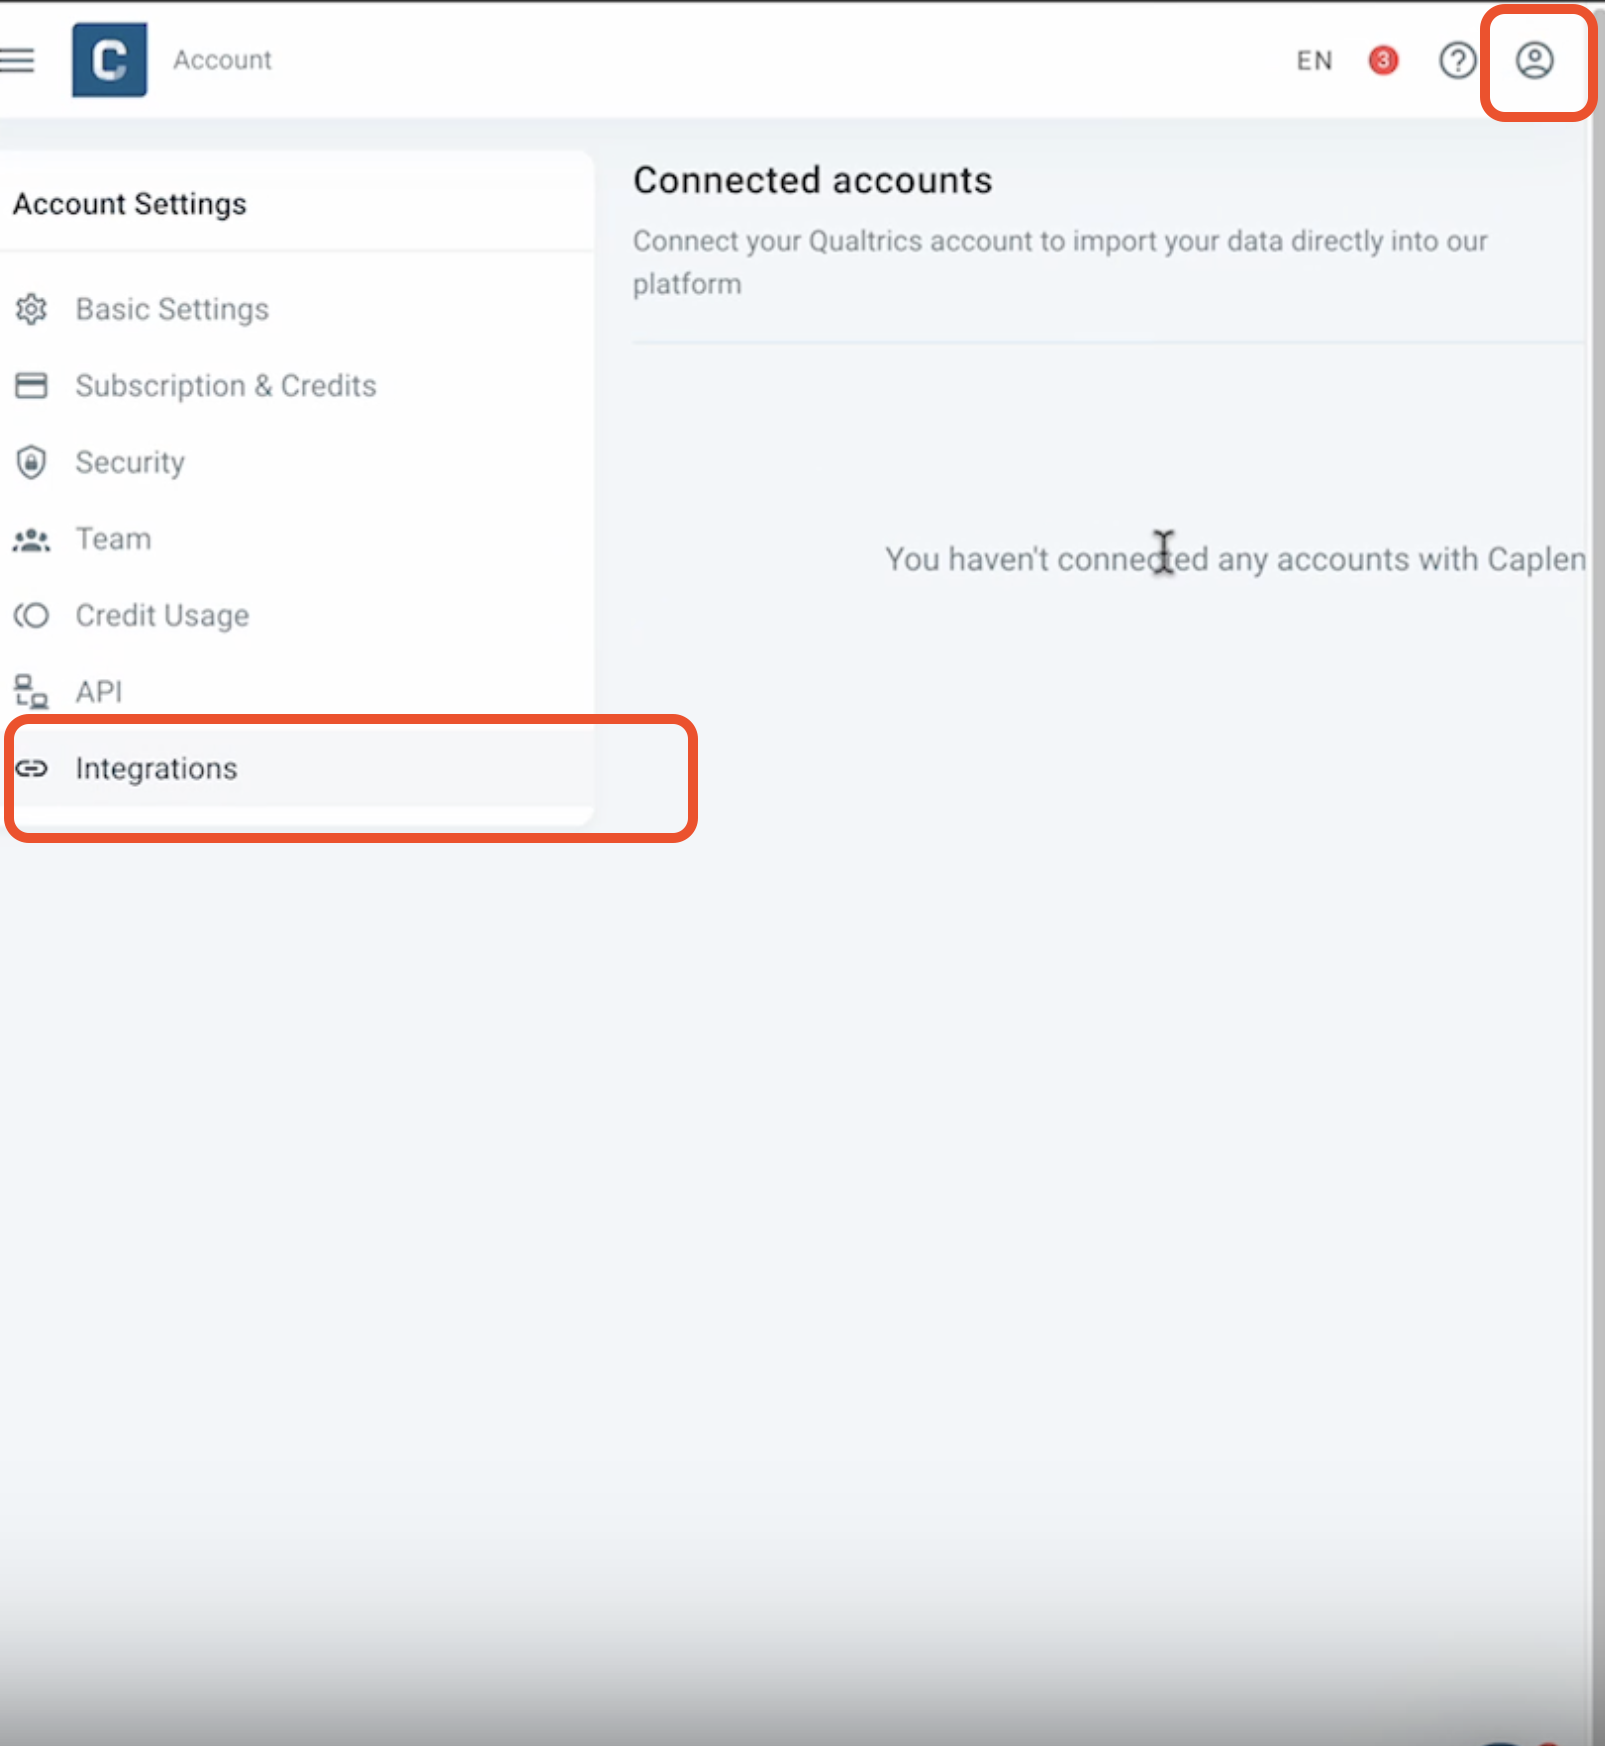 C
Account
EN
3
Account Settings
Basic Settings
Subscription & Credits
Security
Team
Credit Usage
API
Integrations
Connected accounts
Connect your Qualtrics account to import your data directly into our
platform
You haven't connected any accounts with Caplen